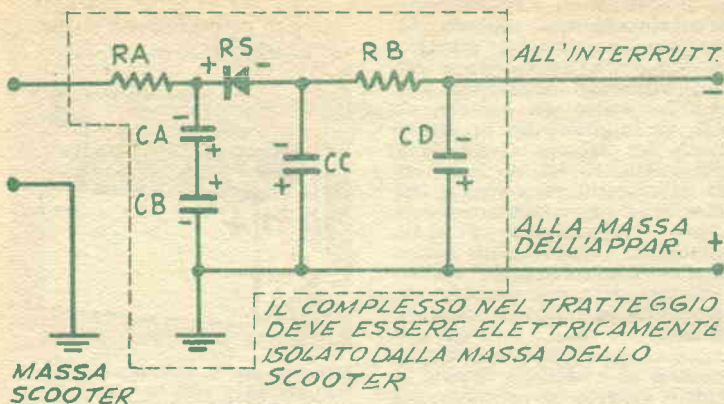 RA
+ RS -
RB
ALL'INTERRUTT.
-
CA
-
+
CB
+
-
-
+ CC
CD -
+
ALLA MASSA +
DELL'APPAR.
IL COMPLESSO NEL TRATTEGGIO
DEVE ESSERE ELETTRICAMENTE
ISOLATO DALLA MASSA DELLO
SCOOTER
MASSA
SCOOTER